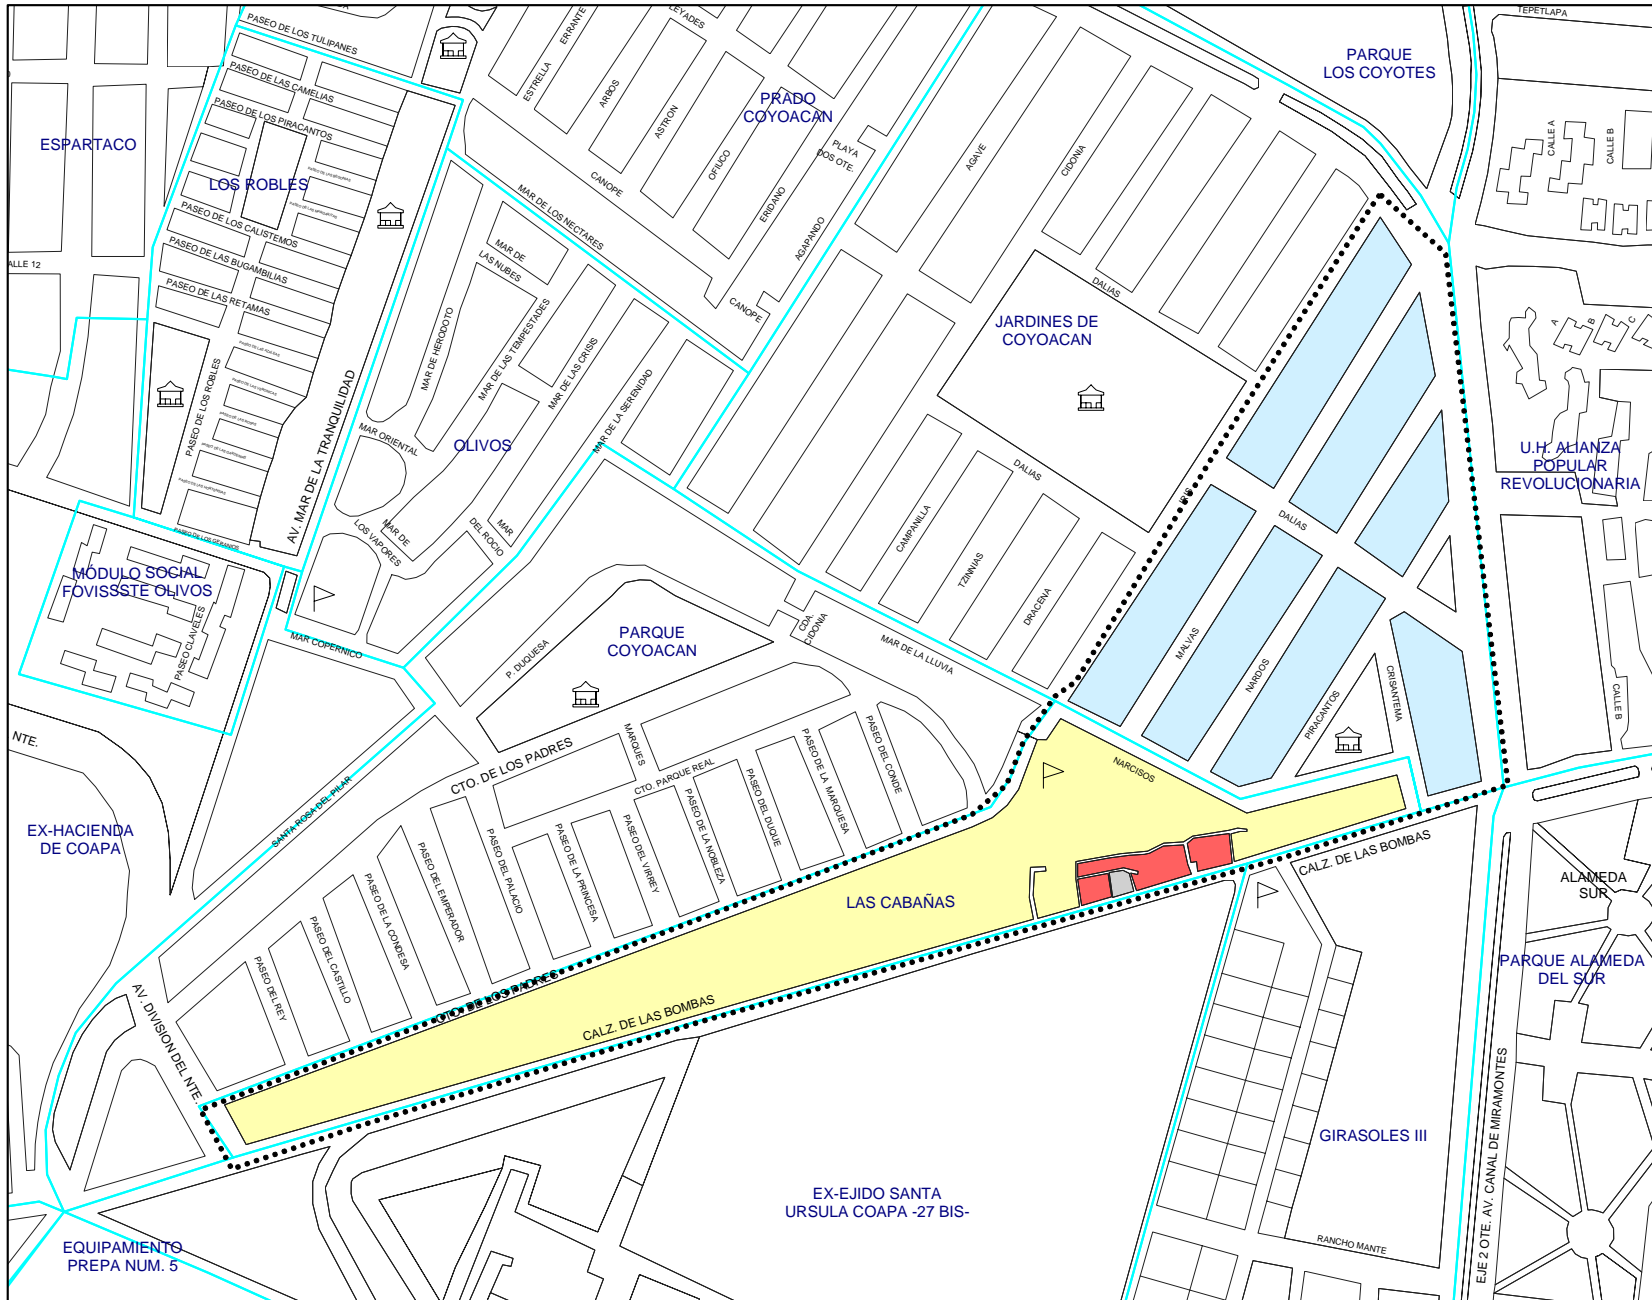 PASEO DE LOS TULIPANES
PASEO DE LAS CAMELIAS
PASEO DE LOS PIRACANTOS
ESPARTACO
LOS ROBLES
PASEO DE LOS CALISTEMOS
PASEO DE LAS BUGAMBILIAS
PASEO DE LAS RETAMAS
ALLE 12
PASEO DE LOS ROBLES
AV. MAR DE LA TRANQUILIDAD
PASEO DE LOS GERANIOS
MÓDULO SOCIAL
FOVISSSTE OLIVOS
PASEO CLAVELES
ESTRELLA
ERRANTE
LEYADES
ARBOS
ASTRON
OFIUCO
ERIDANO
CANOPE
PRADO
COYOACAN
PLAYA
DOS OTE.
AGAPANDO
CANOPE
MAR DE LOS NECTARES
MAR DE
LAS NUBES
MAR DE HERODOTO
MAR DE LAS TEMPESTADES
MAR DE LAS CRISIS
MAR DE LA SERENIDAD
MAR ORIENTAL
OLIVOS
MAR DE
LOS VAPORES
MAR
DEL ROCIO
MAR COPERNICO
AGAVE
CIDONIA
DALIAS
JARDINES DE
COYOACAN
DALIAS
CAMPANILLA
TZINNIAS
DRACENA
IRIS
DALIAS
MALVAS
NARDOS
PIRACANTOS
CRISANTEMA
NARCISOS
PARQUE
LOS COYOTES
TEPETLAPA
CALLE A
CALLE B
A
B
C
U.H. ALIANZA
POPULAR
REVOLUCIONARIA
CALLE B
PARQUE
COYOACAN
P. DUQUESA
CDA.
CIDONIA
MAR DE LA LLUVIA
CTO. DE LOS PADRES
MARQUES
CTO. PARQUE REAL
PASEO DEL CONDE
PASEO DE LA MARQUESA
PASEO DEL DUQUE
PASEO DE LA NOBLEZA
PASEO DEL VIRREY
PASEO DE LA PRINCESA
PASEO DEL PALACIO
PASEO DEL EMPERADOR
PASEO DE LA CONDESA
PASEO DEL CASTILLO
PASEO DEL REY
NTE.
EX-HACIENDA
DE COAPA
SANTA ROSA DEL PILAR
AV. DIVISION DEL NTE.
CTO. DE LOS PADRES
CALZ. DE LAS BOMBAS
LAS CABAÑAS
CALZ. DE LAS BOMBAS
ALAMEDA
SUR
PARQUE ALAMEDA
DEL SUR
GIRASOLES III
EX-EJIDO SANTA
URSULA COAPA -27 BIS-
EJE 2 OTE. AV. CANAL DE MIRAMONTES
RANCHO MANTE
EQUIPAMIENTO
PREPA NUM. 5